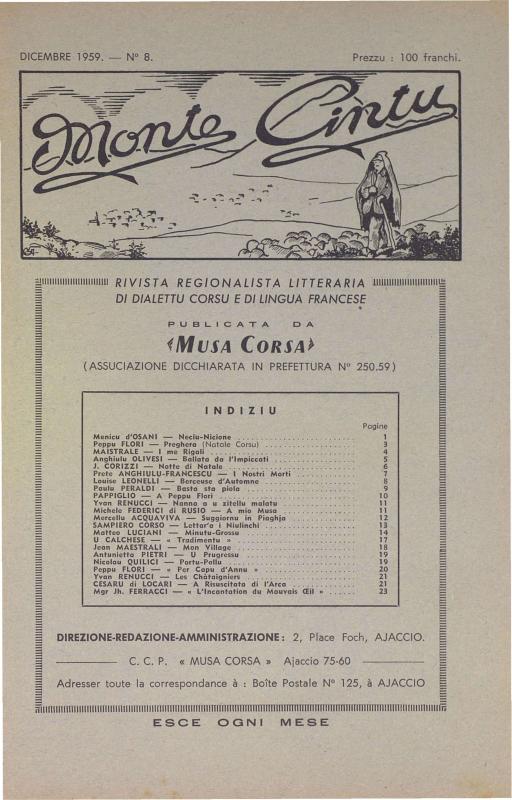 DICEMBRE 1959. — N° 8. Prezzu : 100 franchi.
Monte Cintu
RIVISTA REGIONALISTA LITTERARIA
DI DIALETTU CORSU E DI LINGUA FRANCESE
PUBLICATA DA
«MUSA CORSA»
(ASSUCIAZIONE DICCHIARATA IN PREFETTURA N° 250.59)
INDIZIU
Pagine
Menicu d'OSANI — Neciu-Nicione 1
Peppu FLORI — Preghera (Natale Corsu) 3
MAISTRALE — I me Rigali 4
Anghiulu OLIVESI — Ballata da l'Impiccati 5
J. CORIZZI — Notte di Natale 6
Prete ANGHIULU-FRANCESCU — I Nostri Morti 7
Louise LEONELLI — Berceuse d'Automne 8
Paulu PERALDI — Basta sta piola 9
PAPPIGLIO — A Peppu Flori 10
Yvan RENUCCI — Nanna a u zitellu malatu 11
Michele FEDERICI di RUSIO — A mio Musa 11
Marcellu ACQUAVIVA — Suggiornu in Piaghja 12
SAMPIERO CORSO — Lettar'a i Niulinchi 13
Matteo LUCIANI — Minutu-Grossu 14
U CALCHESE — « Tradimentu » 17
Jean MAESTRALI — Mon Village 18
Antunietta PIETRI — U Prugressu 19
Nicolau QUILICI — Portu-Pollu 19
Peppu FLORI — « Per Capu d'Annu » 20
Yvan RENUCCI — Les Châtaigniers 21
CESARU di LOCARI — A Risuscitata di l'Arca 21
Mgr Jh. FERRACCI — « L'Incantation du Mauvais Œil » 23
DIREZIONE-REDAZIONE-AMMINISTRAZIONE : 2, Place Foch, AJACCIO.
C. C. P. « MUSA CORSA » Ajaccio 75-60
Adresser toute la correspondance à : Boîte Postale N° 125, à AJACCIO
ESCE OGNI MESE